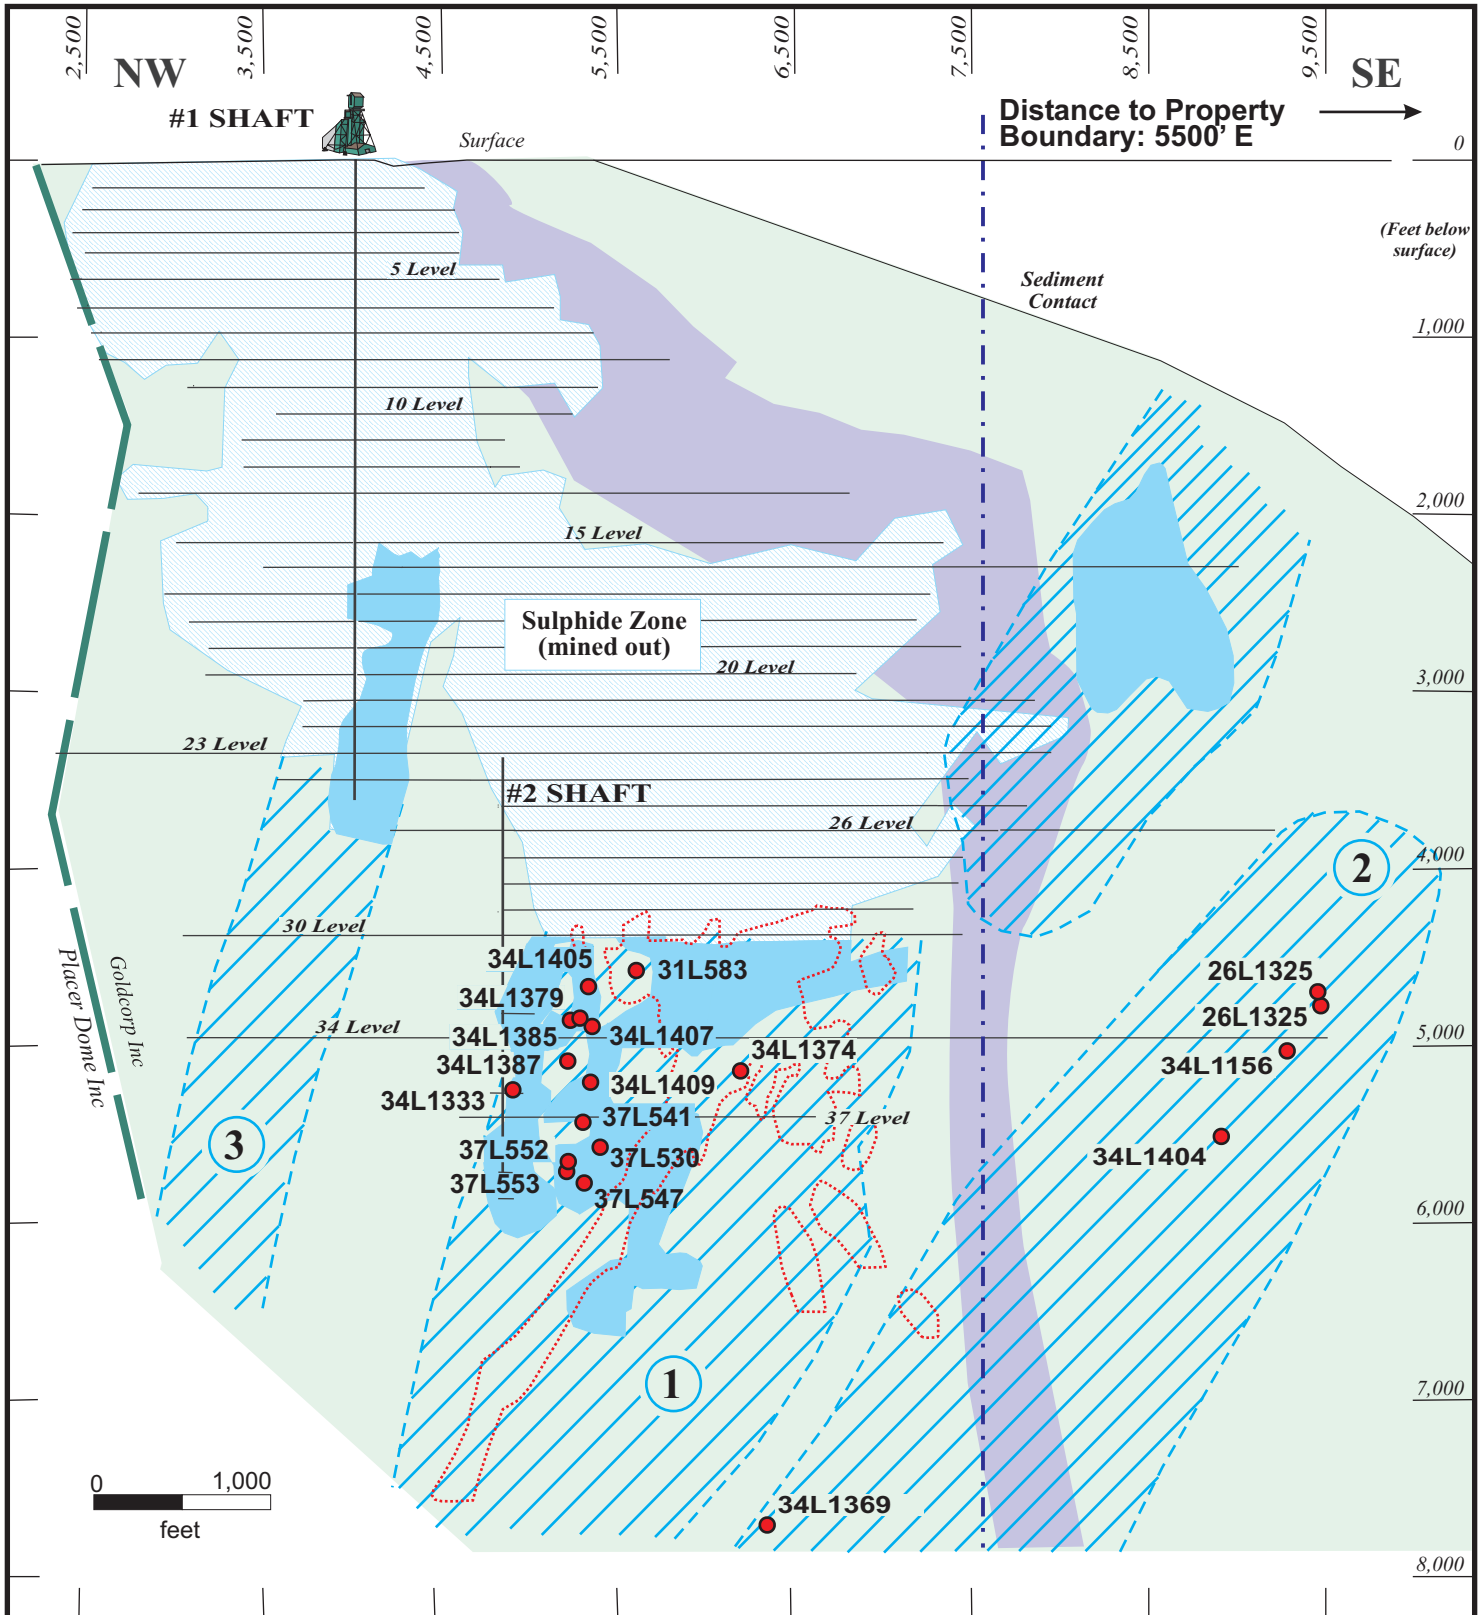 2,500
3,500
4,500
5,500
6,500
7,500
8,500
9,500
NW
SE
#1 SHAFT
Surface
Distance to Property
Boundary: 5500' E
0
(Feet below
surface)
5 Level
Sediment
Contact
1,000
10 Level
2,000
15 Level
Sulphide Zone
(mined out)
20 Level
3,000
23 Level
#2 SHAFT
26 Level
4,000
2
30 Level
34L1405
31L583
26L1325
34L1379
26L1325
34 Level
34L1385
34L1407
5,000
34L1374
34L1387
34L1156
34L1409
34L1333
37L541
37 Level
Goldcorp Inc
Placer Dome Inc
3
37L552
37L530
34L1404
37L553
37L547
6,000
1
7,000
0
1,000
feet
34L1369
8,000